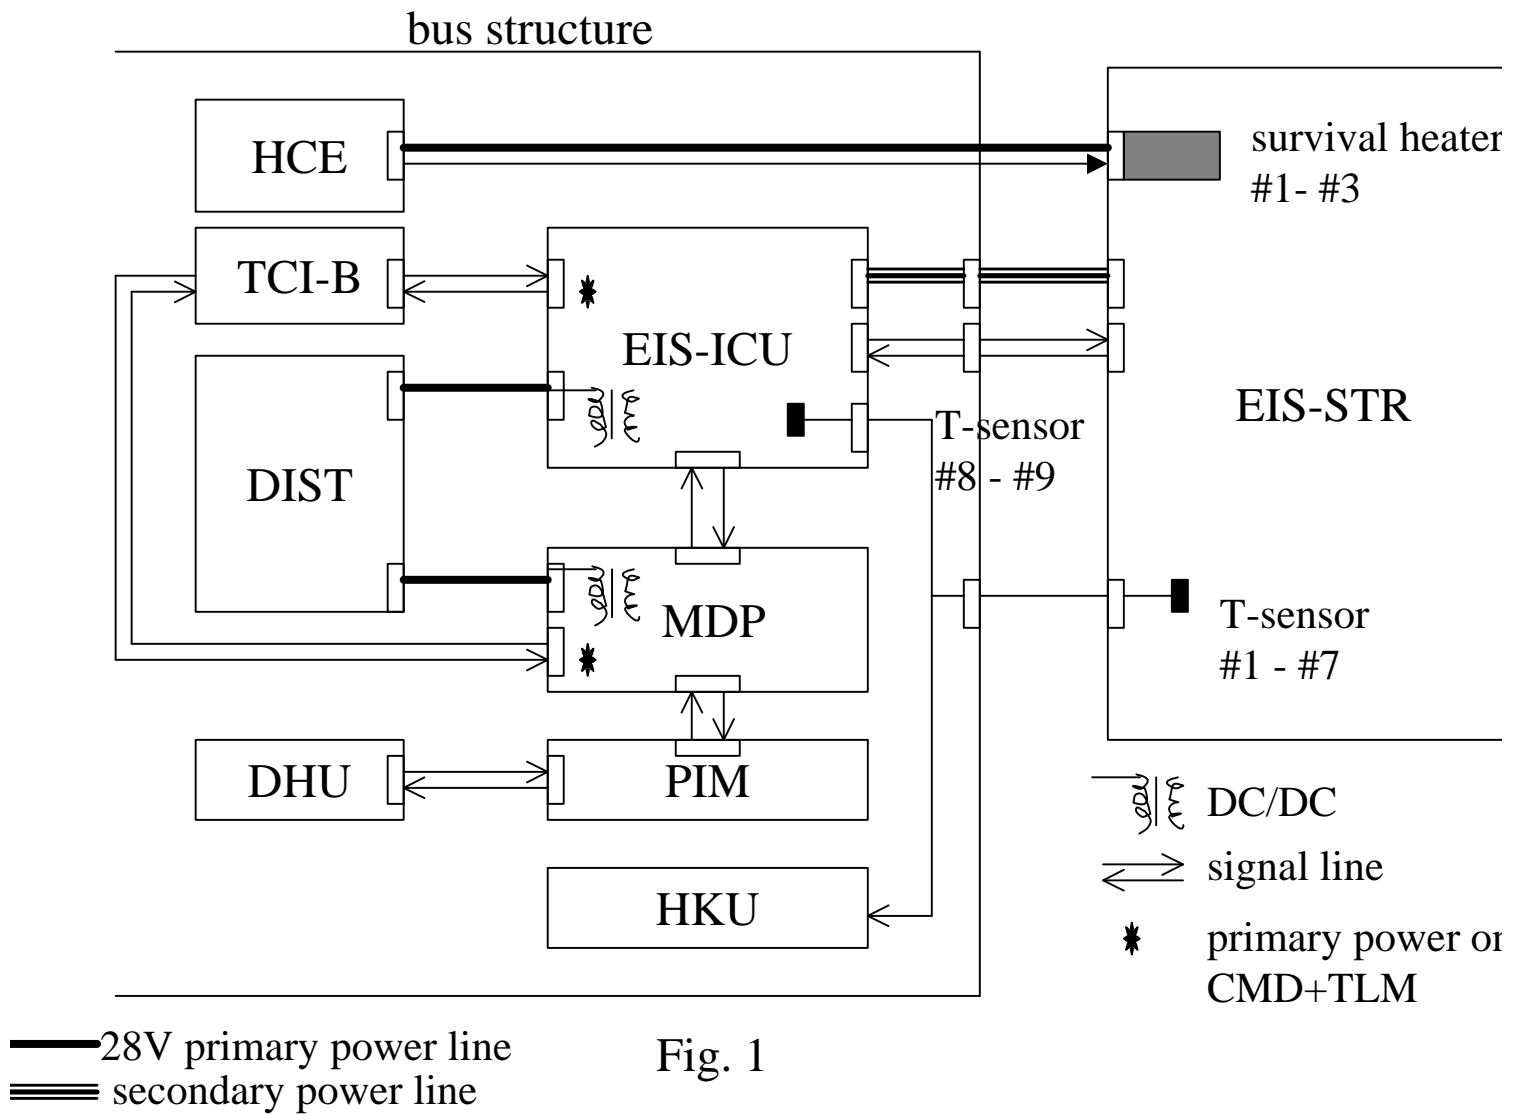 bus structure
HCE
survival heater
#1- #3
TCI-B
EIS-ICU
EIS-STR
T-sensor
#8 - #9
DIST
MDP
T-sensor
#1 - #7
DHU
PIM
DC/DC
signal line
HKU
primary power or
CMD+TLM
28V primary power line
Fig. 1
secondary power line